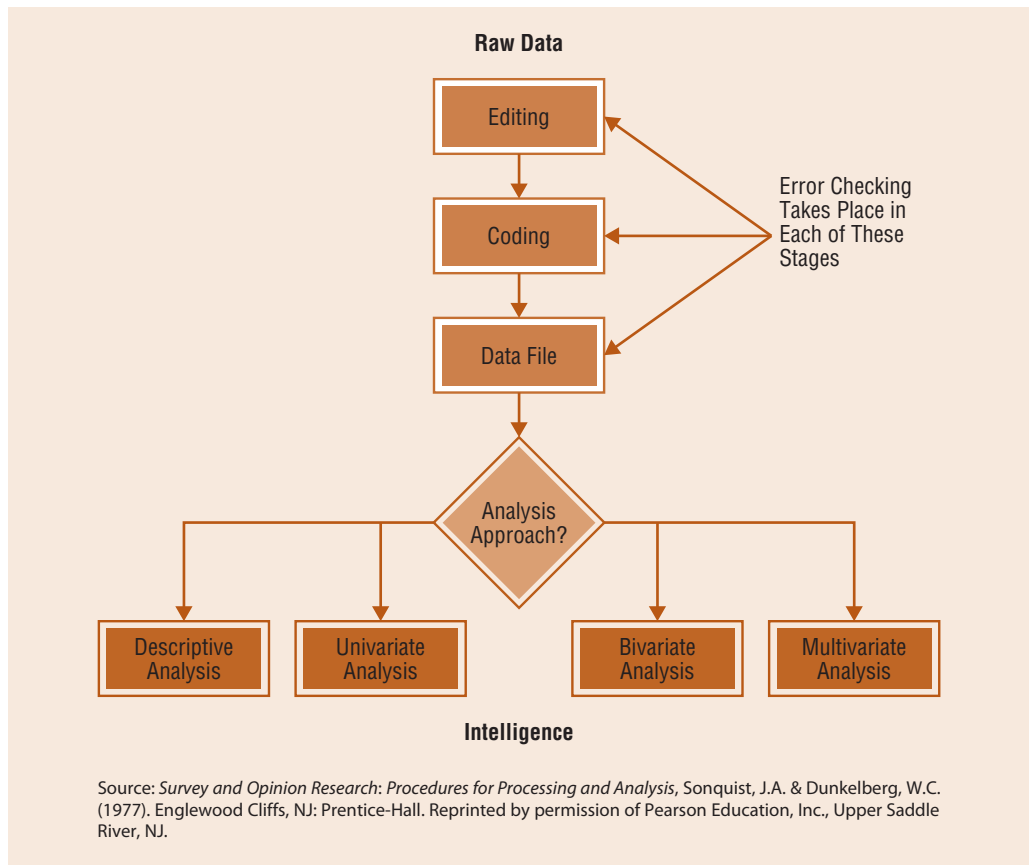 Raw Data
Editing
Coding
Data File
Error Checking
Takes Place in
Each of These
Stages
Analysis
Approach?
Descriptive
Analysis
Univariate
Analysis
Bivariate
Analysis
Multivariate
Analysis
Intelligence
Source: Survey and Opinion Research: Procedures for Processing and Analysis, Sonquist, J.A. & Dunkelberg, W.C.
(1977). Englewood Cliffs, NJ: Prentice-Hall. Reprinted by permission of Pearson Education, Inc., Upper Saddle
River, NJ.